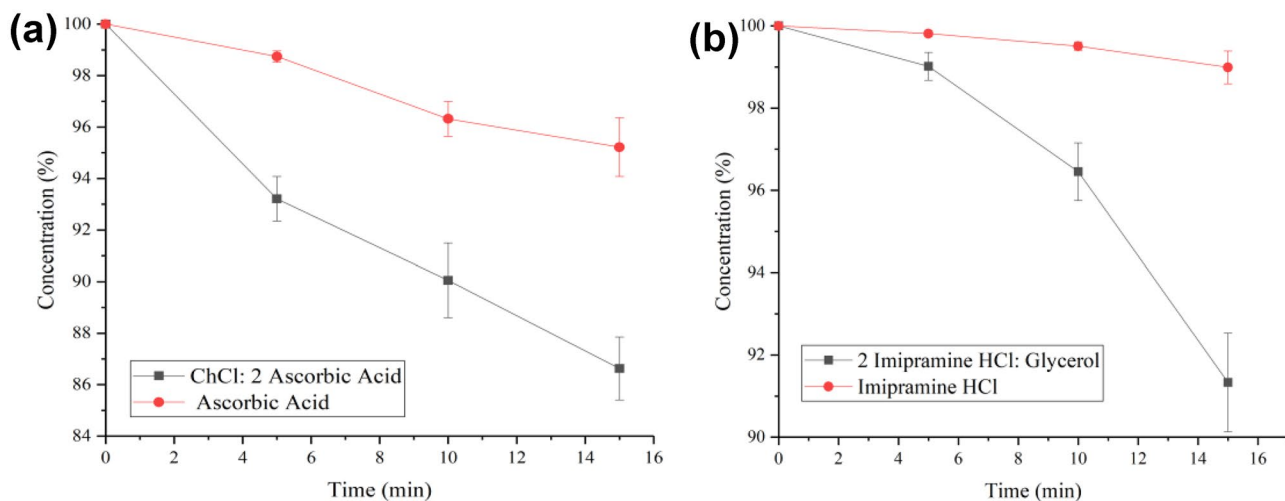 (a)
100
98
96
94
92
90
88
86
84
Concentration (%)
ChCl: 2 Ascorbic Acid
Ascorbic Acid
0 2 4 6 8 10 12 14 16
Time (min)
(b)
100
98
96
94
92
90
Concentration (%)
2 Imipramine HCl: Glycerol
Imipramine HCl
0 2 4 6 8 10 12 14 16
Time (min)